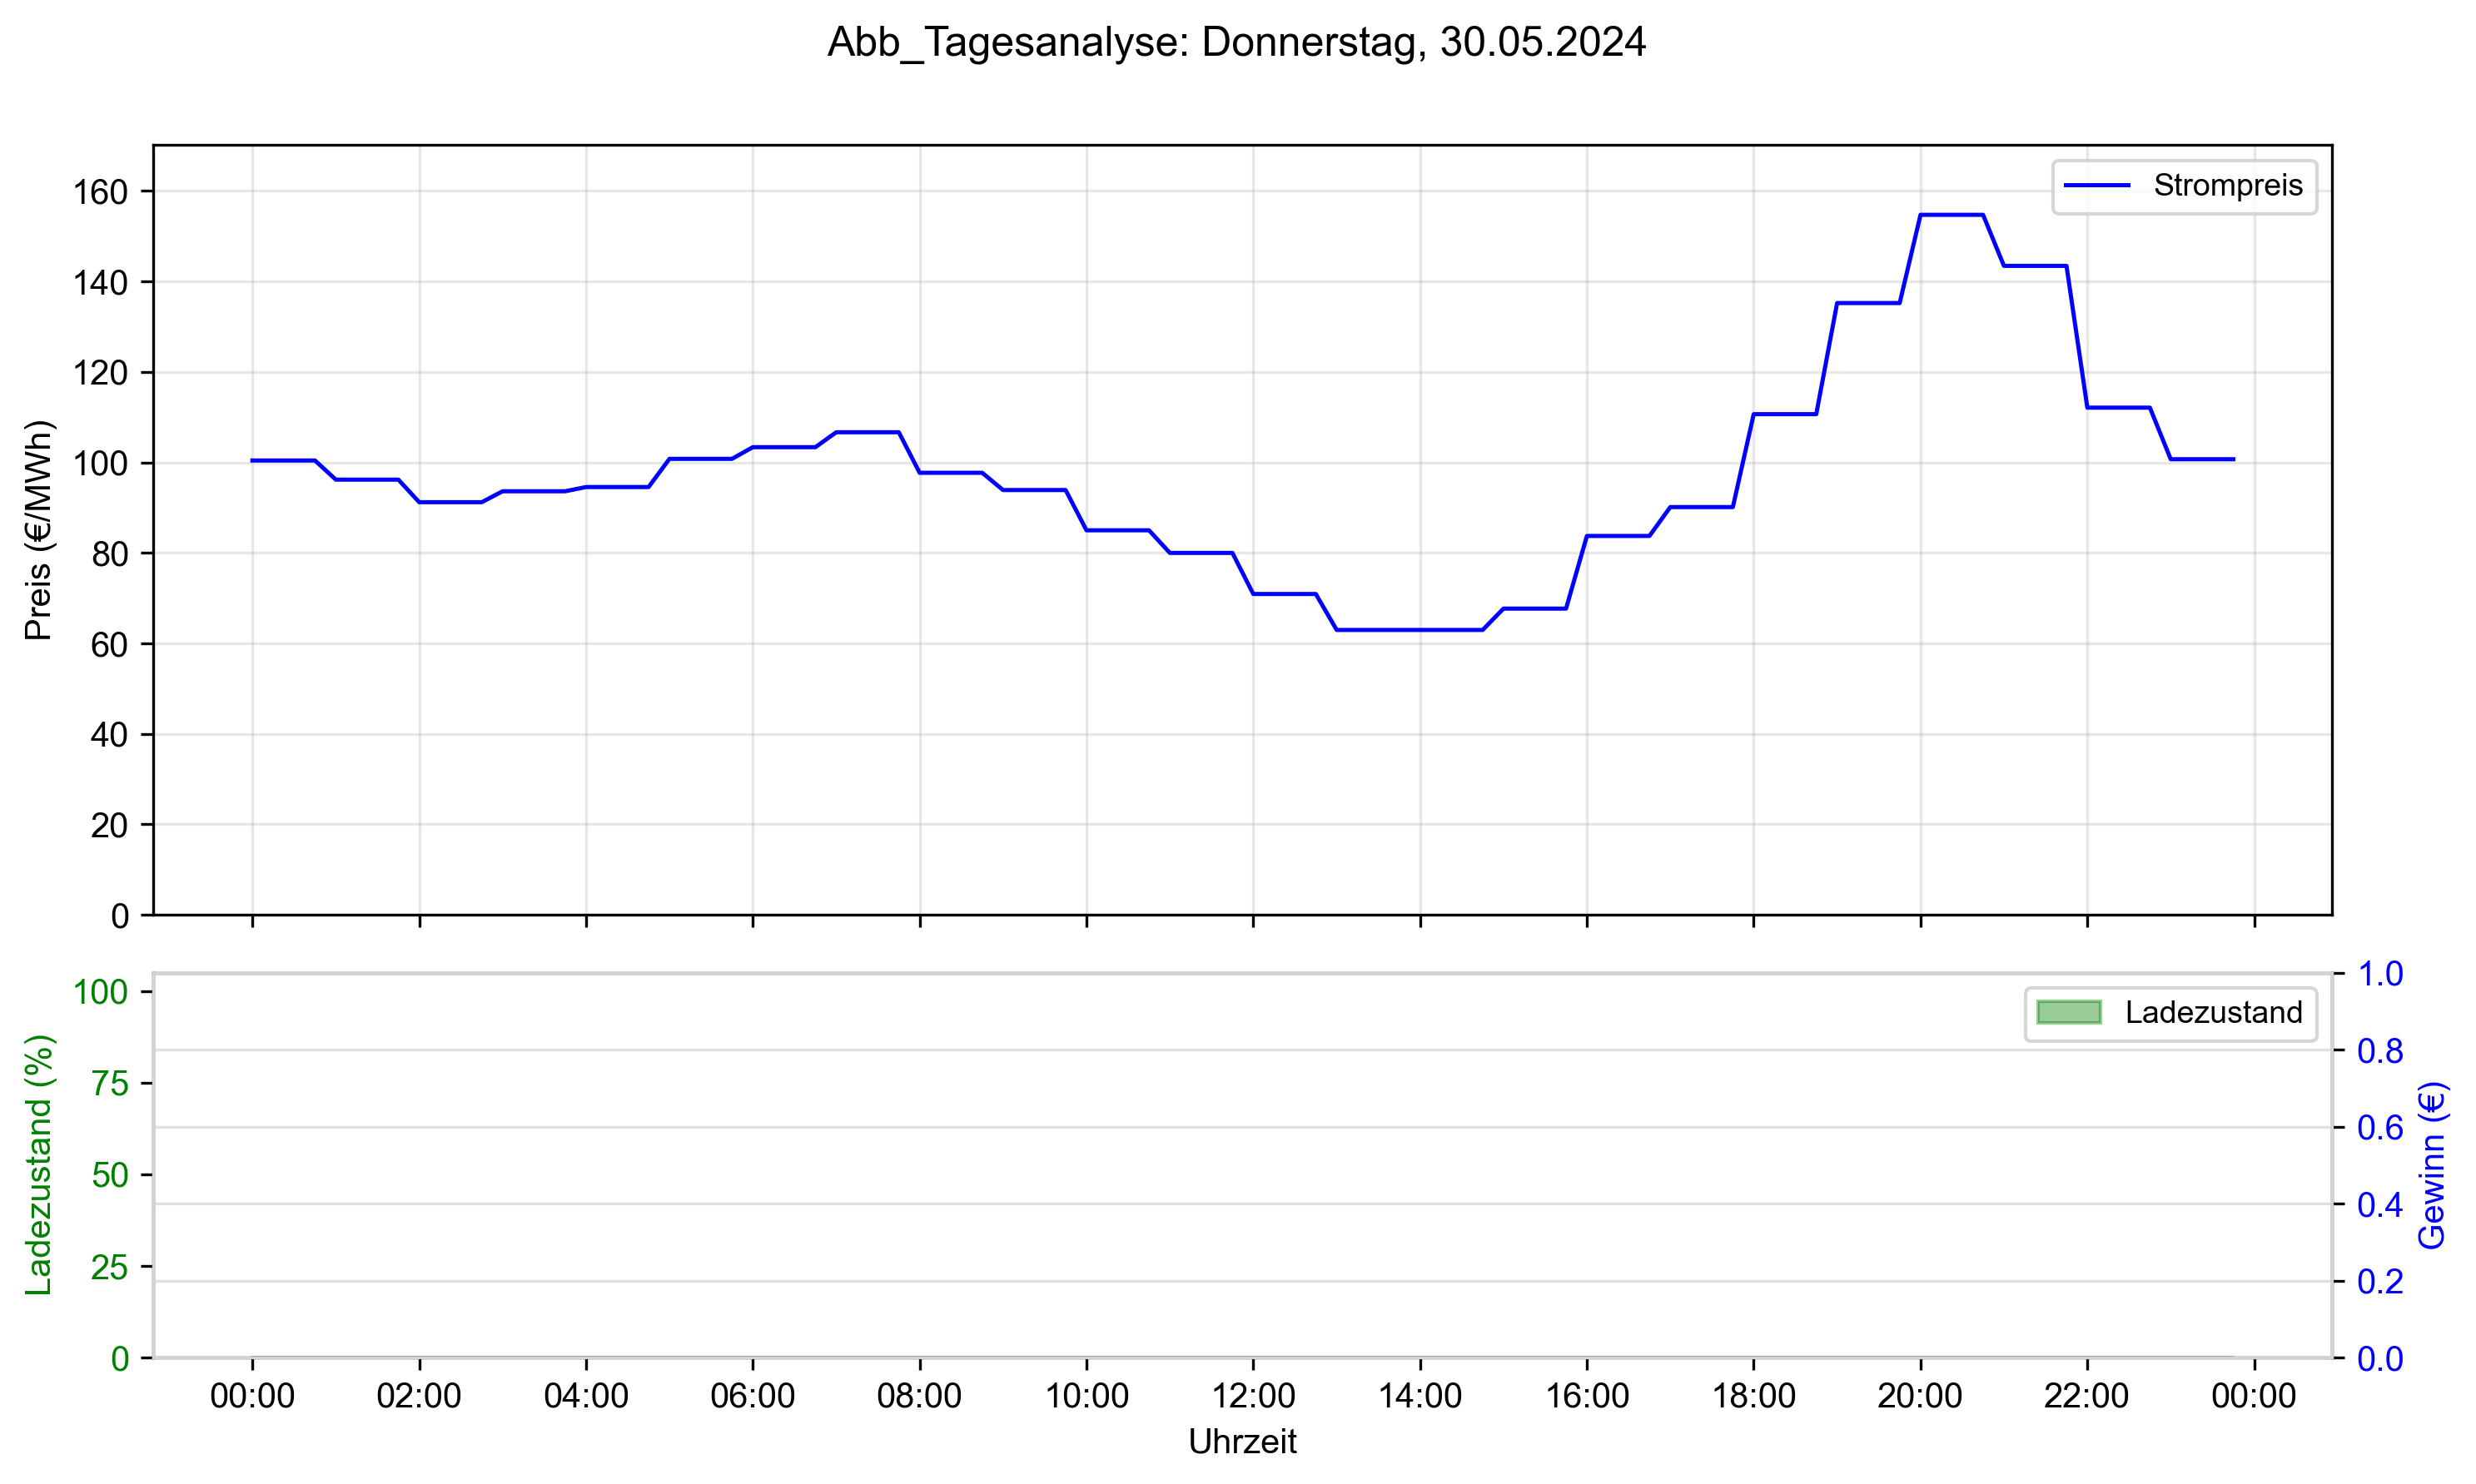 Abb_Tagesanalyse: Donnerstag, 30.05.2024
Preis (€/MWh)
160
140
120
100
80
60
40
20
0
Strompreis
Ladezustand (%)
100
75
50
25
0
Ladezustand
1.0
0.8
0.6
0.4
0.2
0.0
Gewinn (€)
00:00 02:00 04:00 06:00 08:00 10:00 12:00 14:00 16:00 18:00 20:00 22:00 00:00
Uhrzeit